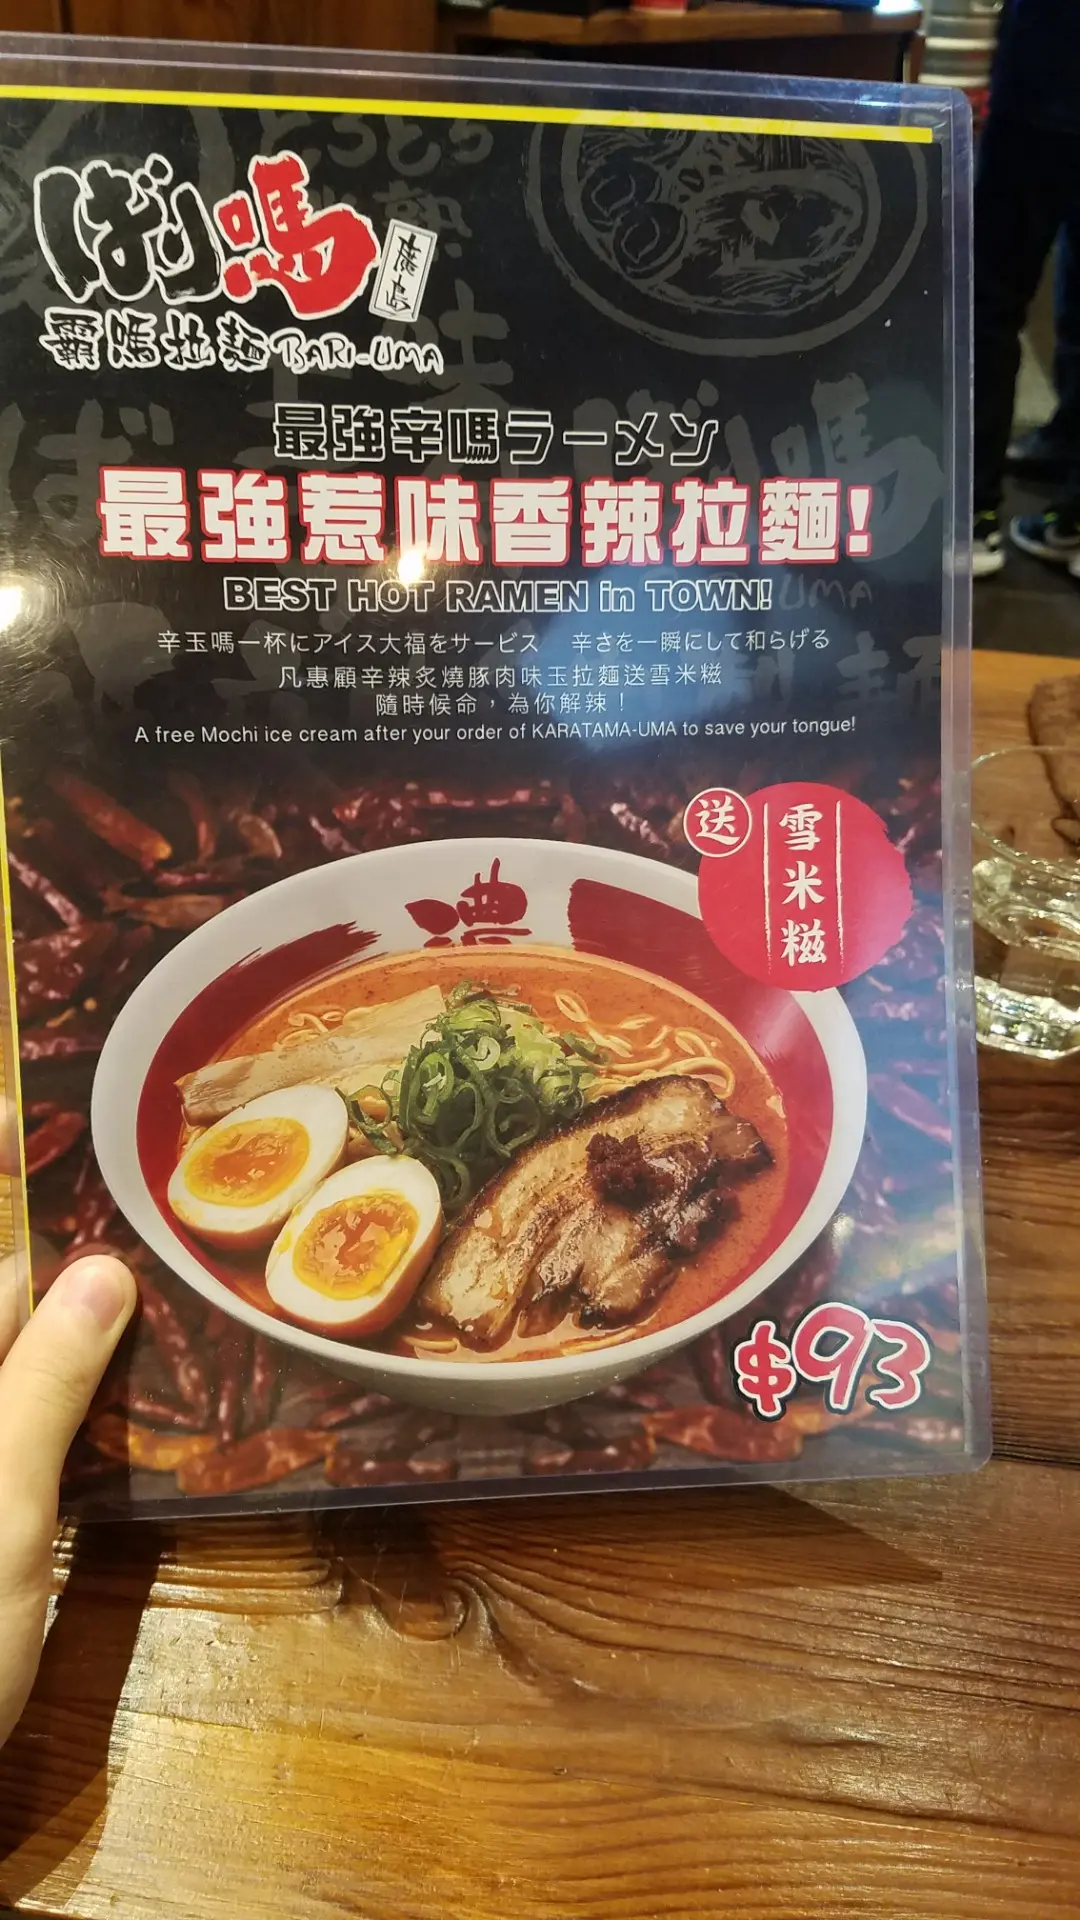 ばり嗎
廣島
霸嗎拉麵 BARI-UMA
最強辛嗎ラーメン
最強惹味香辣拉麵!
BEST HOT RAMEN in TOWN!
辛玉嗎一杯にアイス大福をサービス 辛さを一瞬にして和らげる
凡惠顧辛辣炙燒豚肉味玉拉麵送雪米糍
隨時候命，為你解辣！
A free Mochi ice cream after your order of KARATAMA-UMA to save your tongue!
送
雪米糍
濃
$93